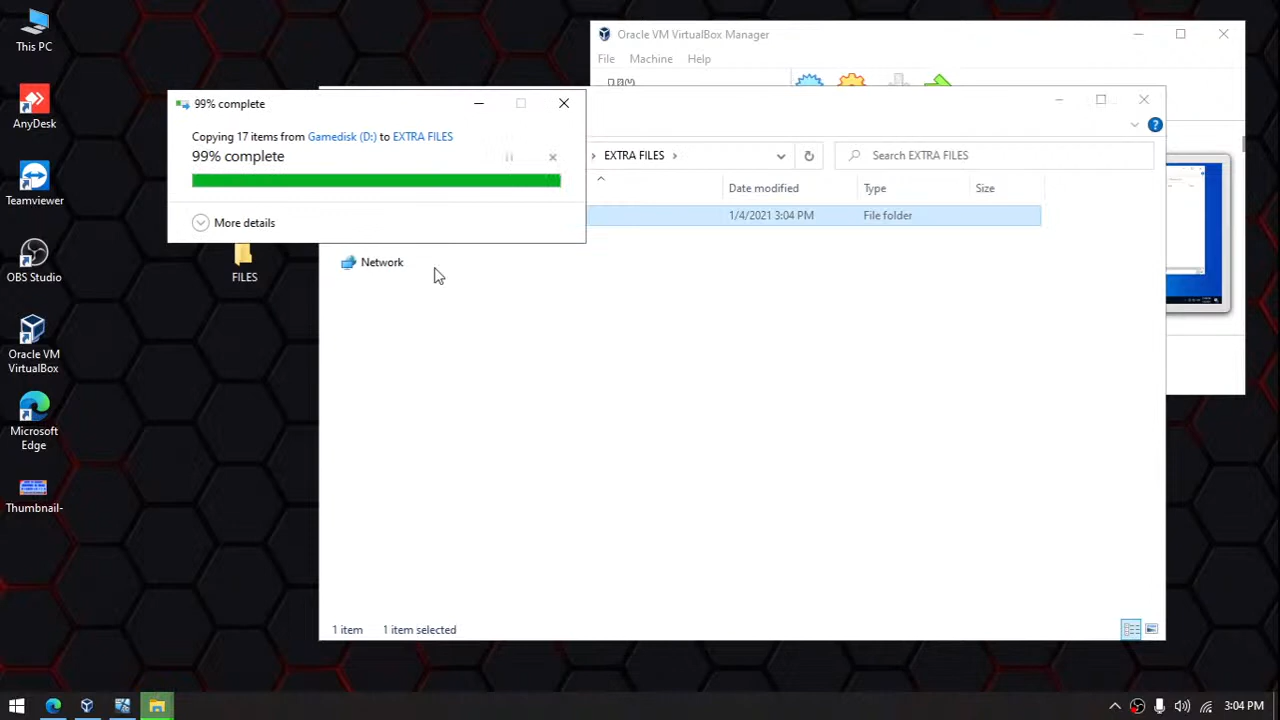 This PC
AnyDesk
Teamviewer
OBS Studio
Oracle VM
VirtualBox
Microsoft
Edge
Thumbnail-
FILES
Oracle VM VirtualBox Manager
File Machine Help
99% complete
Copying 17 items from Gamedisk (D:) to EXTRA FILES
99% complete
More details
EXTRA FILES
Search EXTRA FILES
Date modified Type Size
1/4/2021 3:04 PM File folder
Network
1 item 1 item selected
3:04 PM